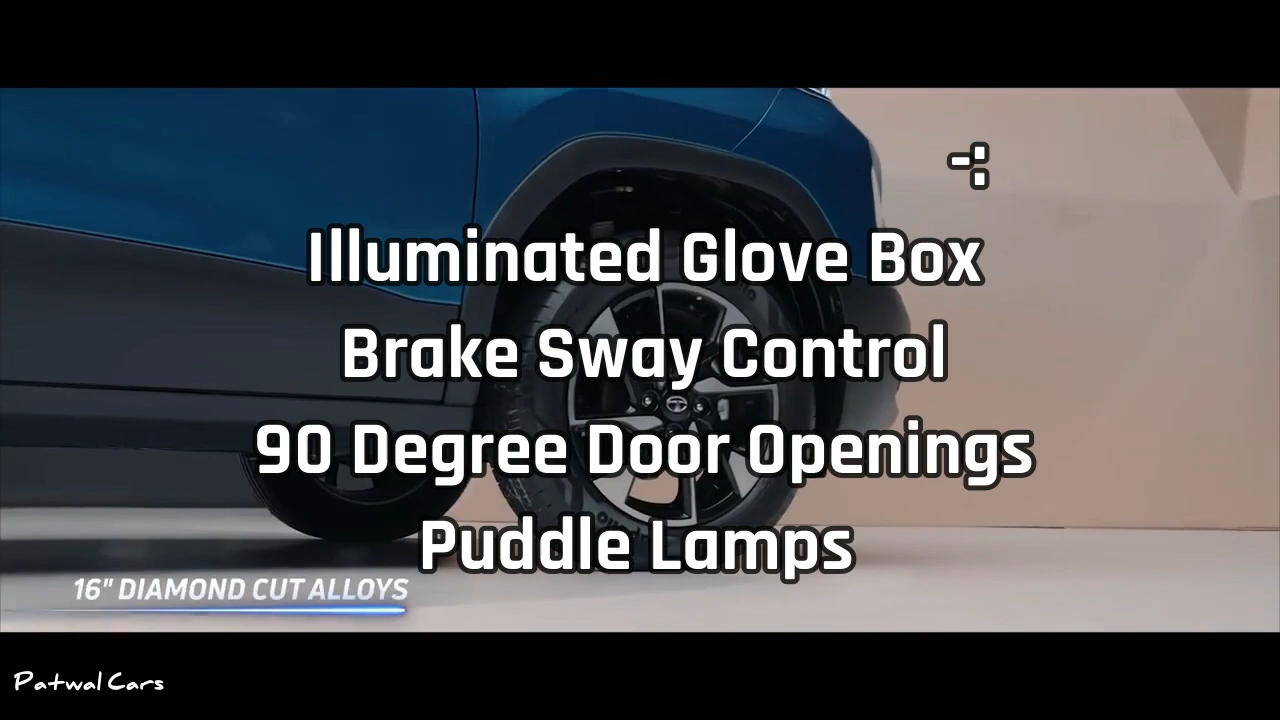 -:
Illuminated Glove Box
Brake Sway Control
90 Degree Door Openings
Puddle Lamps
16" DIAMOND CUT ALLOYS
Patwal Cars